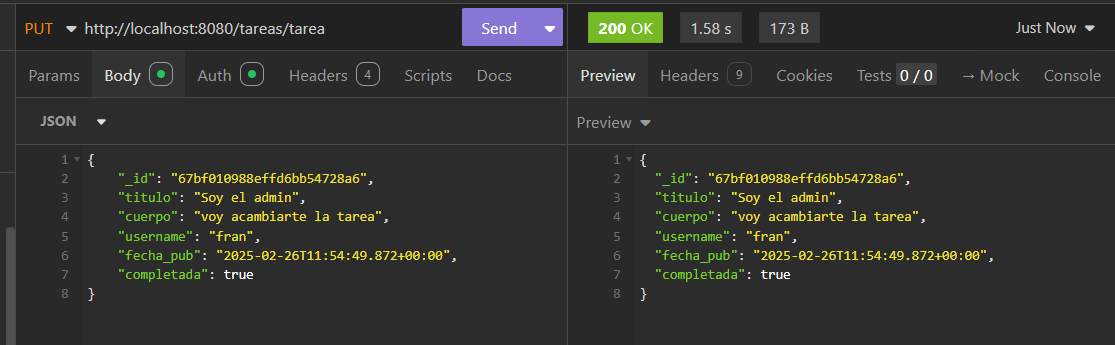 PUT http://localhost:8080/tareas/tarea Send 200 OK 1.58 s 173 B Just Now
Params Body Auth Headers 4 Scripts Docs Preview Headers 9 Cookies Tests 0 / 0 → Mock Console
JSON
Preview
1 {
2 "_id": "67bf010988effd6bb54728a6",
3 "titulo": "Soy el admin",
4 "cuerpo": "voy acambiarte la tarea",
5 "username": "fran",
6 "fecha_pub": "2025-02-26T11:54:49.872+00:00",
7 "completada": true
8 }
1 {
2 "_id": "67bf010988effd6bb54728a6",
3 "titulo": "Soy el admin",
4 "cuerpo": "voy acambiarte la tarea",
5 "username": "fran",
6 "fecha_pub": "2025-02-26T11:54:49.872+00:00",
7 "completada": true
8 }